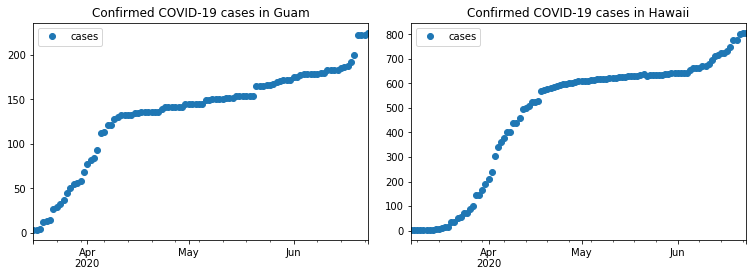 Confirmed COVID-19 cases in Guam
cases
200
150
100
50
0
Apr
2020
May
Jun
Confirmed COVID-19 cases in Hawaii
cases
800
700
600
500
400
300
200
100
0
Apr
2020
May
Jun